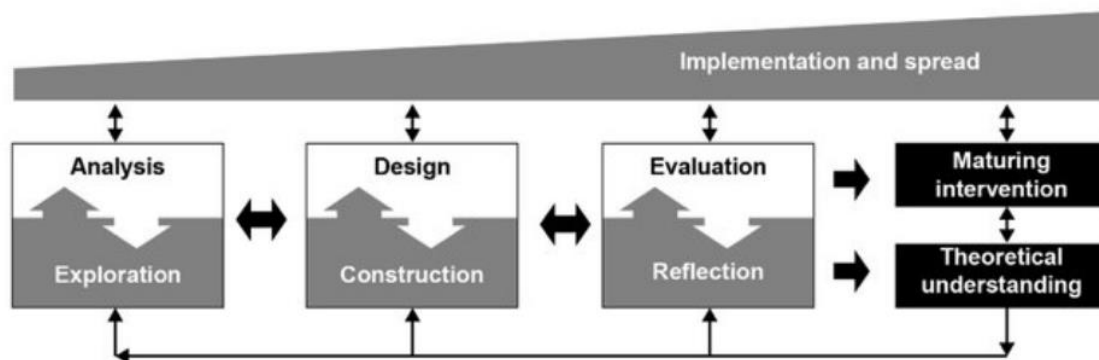 Implementation and spread
Analysis
Exploration
Design
Construction
Evaluation
Reflection
Maturing
intervention
Theoretical
understanding